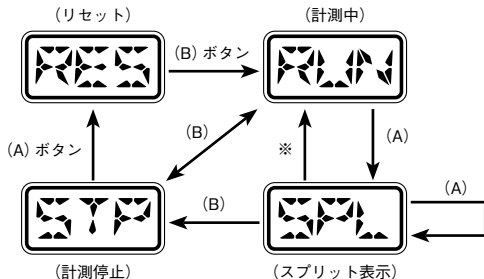 (リセット)
(計測中)
RES
(B) ボタン
RUN
(A) ボタン
(B)
※
(A)
STP
(B)
SPL
(A)
(計測停止)
(スプリット表示)